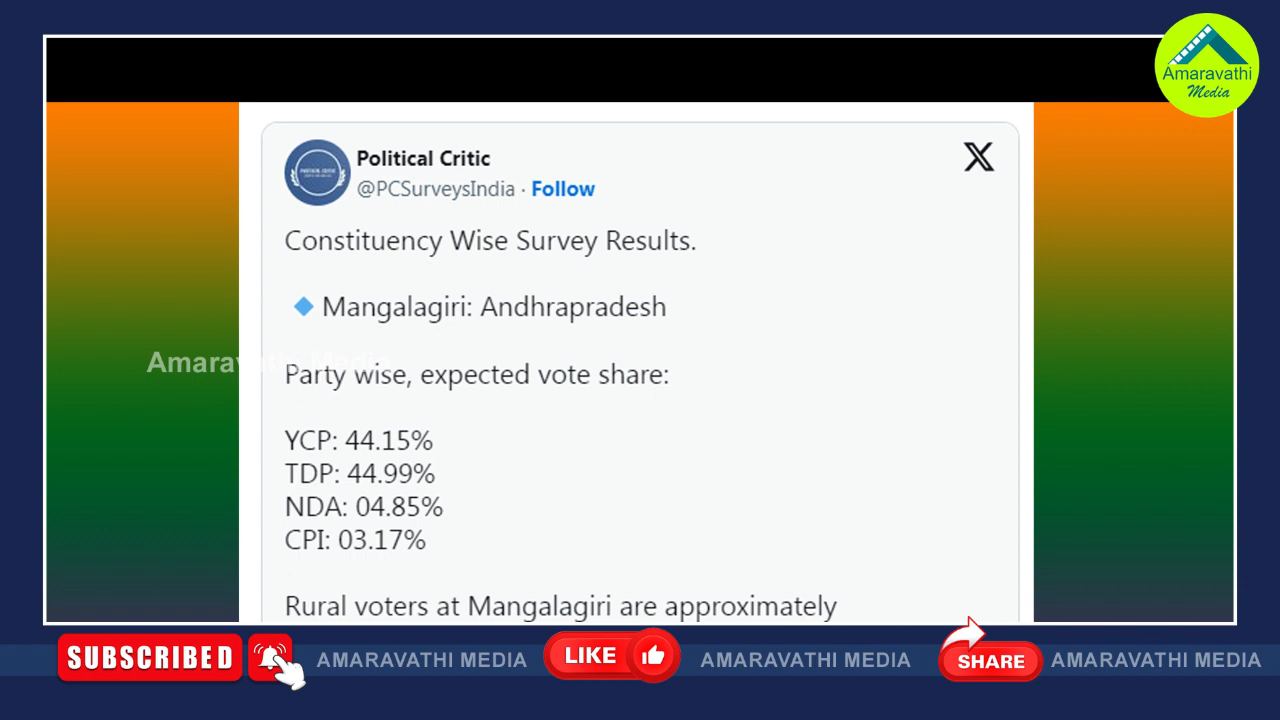 Amaravathi
Media
Political Critic
@PCSurveysIndia · Follow
Constituency Wise Survey Results.
Mangalagiri: Andhrapradesh
Amaravathi Media
Party wise, expected vote share:
YCP: 44.15%
TDP: 44.99%
NDA: 04.85%
CPI: 03.17%
Rural voters at Mangalagiri are approximately
SUBSCRIBED
AMARAVATHI MEDIA
LIKE
AMARAVATHI MEDIA
SHARE
AMARAVATHI MEDIA